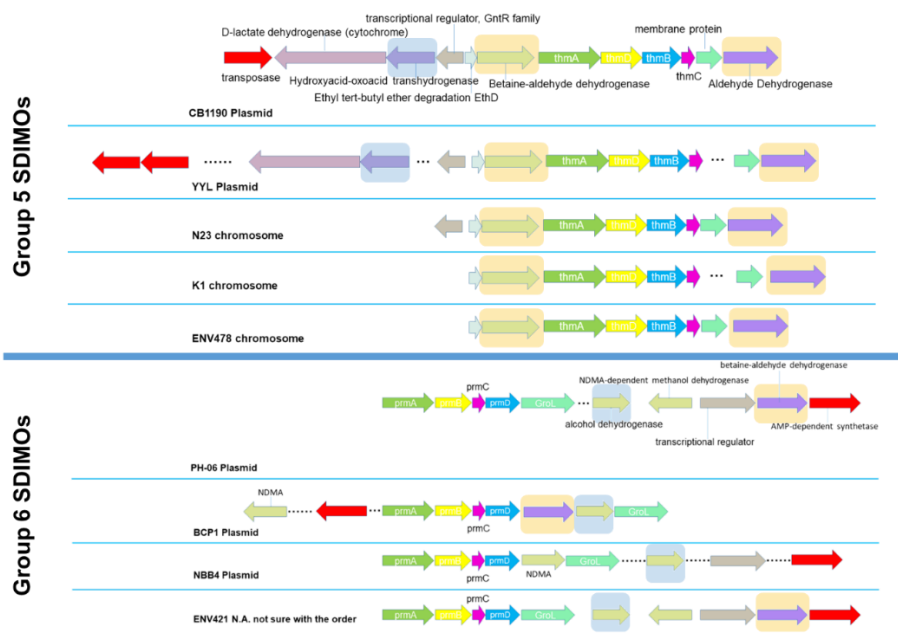 Group 5 SDIMOs
transcriptional regulator, GntR family
D-lactate dehydrogenase (cytochrome)
membrane protein
thmA
thmD
thmB
transposase
Hydroxyacid-oxoacid transhydrogenase
Betaine-aldehyde dehydrogenase
thmC
Aldehyde Dehydrogenase
Ethyl tert-butyl ether degradation EthD
CB1190 Plasmid
thmA
thmD
thmB
YYL Plasmid
thmA
thmD
thmB
N23 chromosome
thmA
thmD
thmB
K1 chromosome
thmA
thmD
thmB
ENV478 chromosome
Group 6 SDIMOs
betaine-aldehyde dehydrogenase
NDMA-dependent methanol dehydrogenase
prmC
prmA
prmB
prmD
GroL
alcohol dehydrogenase
AMP-dependent synthetase
transcriptional regulator
PH-06 Plasmid
NDMA
prmA
prmB
prmD
GroL
prmC
BCP1 Plasmid
prmA
prmB
prmD
GroL
prmC
NDMA
NBB4 Plasmid
prmC
prmA
prmB
prmD
GroL
ENV421 N.A. not sure with the order